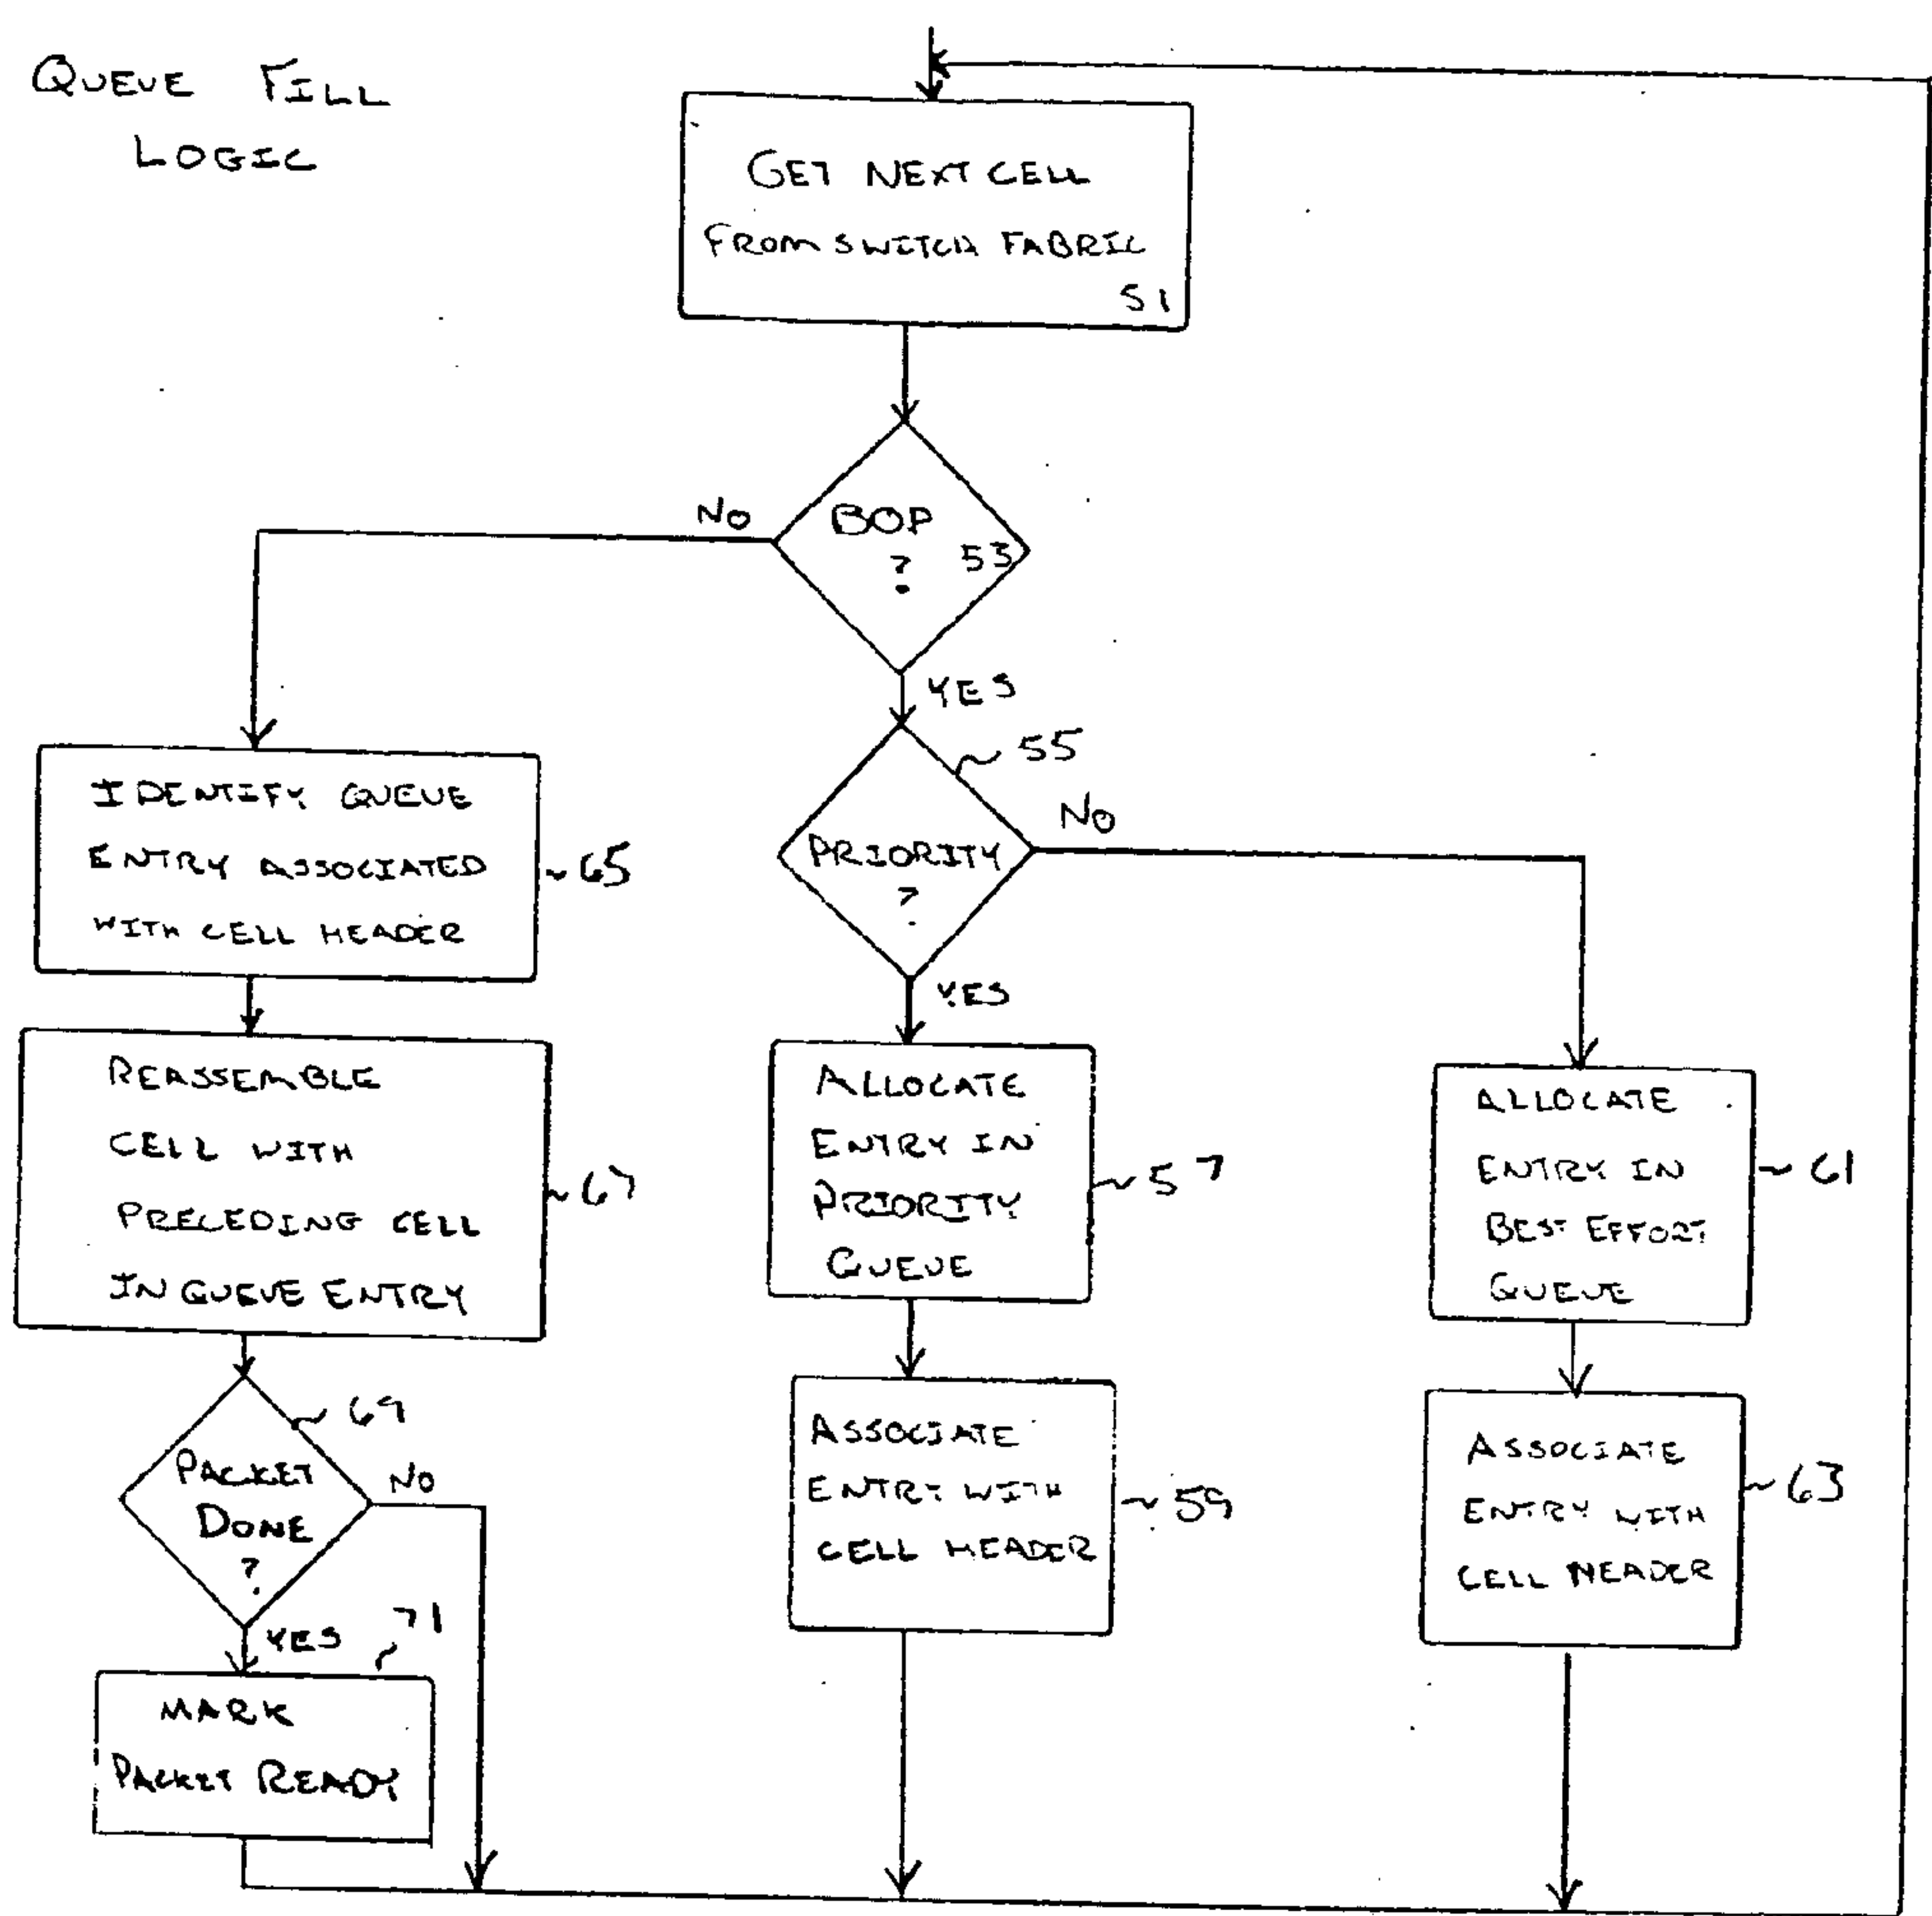 QUEUE FILL
LOGIC
GET NEXT CELL
FROM SWITCH FABRIC
51
BOP
?
53
NO
YES
55
PRIORITY
?
NO
YES
IDENTIFY QUEUE
ENTRY ASSOCIATED
WITH CELL HEADER
~65
REASSEMBLE
CELL WITH
PRECEDING CELL
IN QUEUE ENTRY
~67
ALLOCATE
ENTRY IN
PRIORITY
QUEUE
~57
ALLOCATE
ENTRY IN
BEST EFFORT
QUEUE
~61
69
PACKET
DONE
?
NO
YES
71
MARK
PACKET READY
ASSOCIATE
ENTRY WITH
CELL HEADER
~59
ASSOCIATE
ENTRY WITH
CELL HEADER
~63